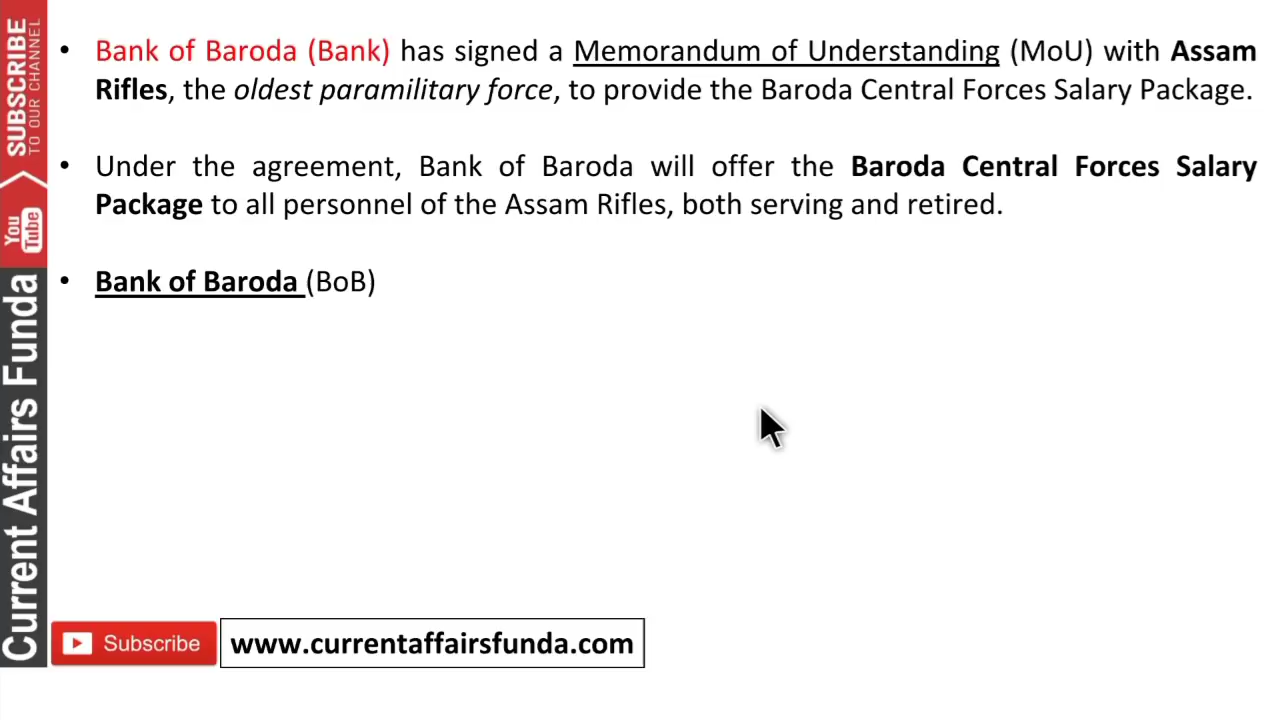 • Bank of Baroda (Bank) has signed a Memorandum of Understanding (MoU) with Assam
Rifles, the oldest paramilitary force, to provide the Baroda Central Forces Salary Package.
• Under the agreement, Bank of Baroda will offer the Baroda Central Forces Salary
Package to all personnel of the Assam Rifles, both serving and retired.
• Bank of Baroda (BoB)
SUBSCRIBE
TO OUR CHANNEL
You
Tube
Current Affairs Funda
Subscribe
www.currentaffairsfunda.com